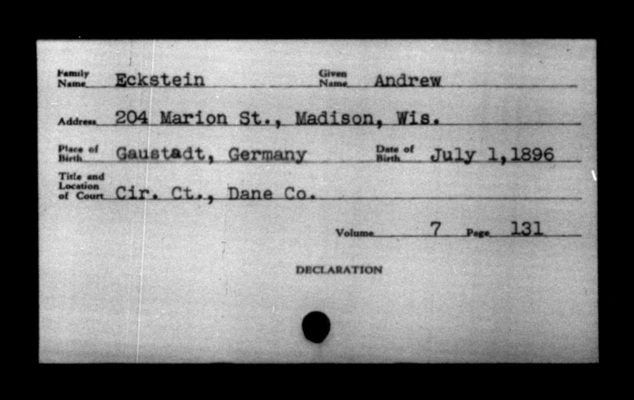 Family Name Eckstein Given Name Andrew
Address 204 Marion St., Madison, Wis.
Place of Birth Gaustadt, Germany Date of Birth July 1, 1896
Title and Location of Court Cir. Ct., Dane Co.
Volume 7 Page 131
DECLARATION